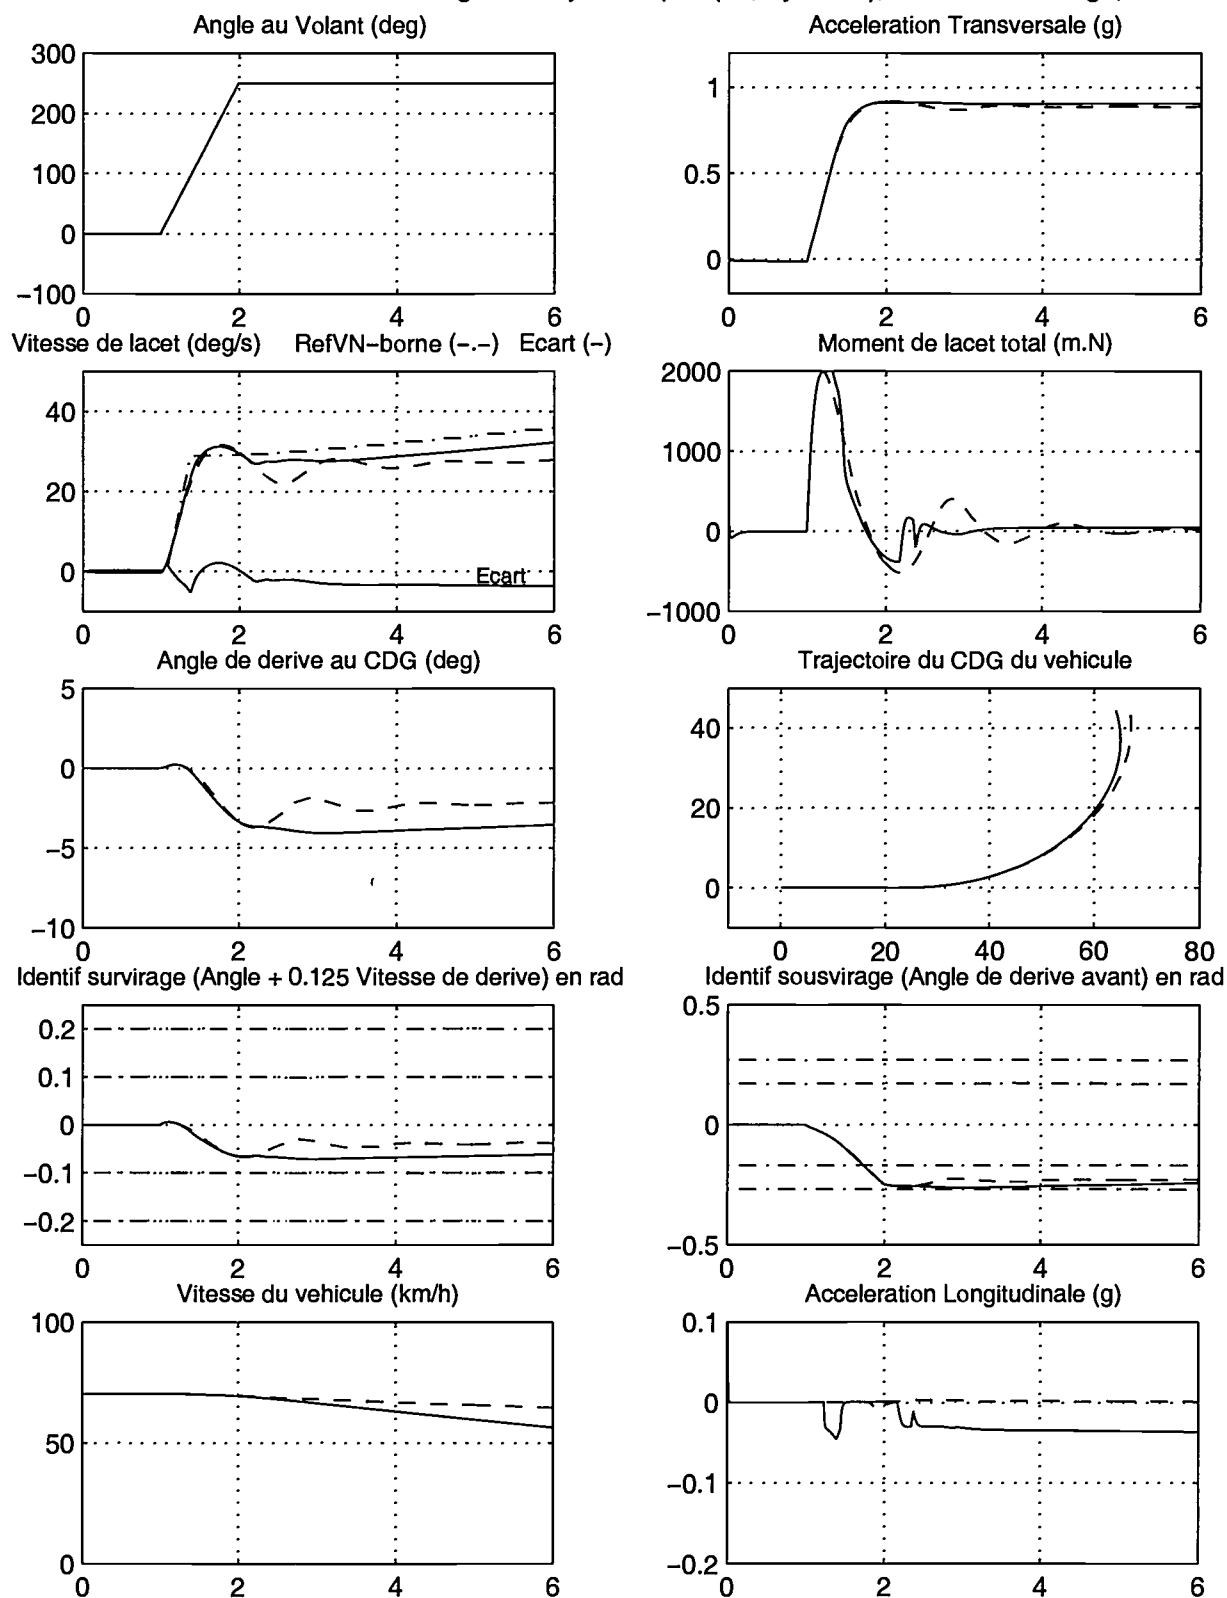 Angle au Volant (deg)
Acceleration Transversale (g)
300
200
100
0
−100
0 2 4 6
1
0.5
0
0 2 4 6
Vitesse de lacet (deg/s) RefVN−borne (−.−) Ecart (−)
Moment de lacet total (m.N)
40
20
0
Ecart
0 2 4 6
2000
1000
0
−1000
0 2 4 6
Angle de derive au CDG (deg)
Trajectoire du CDG du vehicule
5
0
−5
−10
0 2 4 6
40
20
0
0 20 40 60 80
Identif survirage (Angle + 0.125 Vitesse de derive) en rad
Identif sousvirage (Angle de derive avant) en rad
0.2
0.1
0
−0.1
−0.2
0 2 4 6
0.5
0
−0.5
0 2 4 6
Vitesse du vehicule (km/h)
Acceleration Longitudinale (g)
100
50
0
0 2 4 6
0.1
0
−0.1
−0.2
0 2 4 6